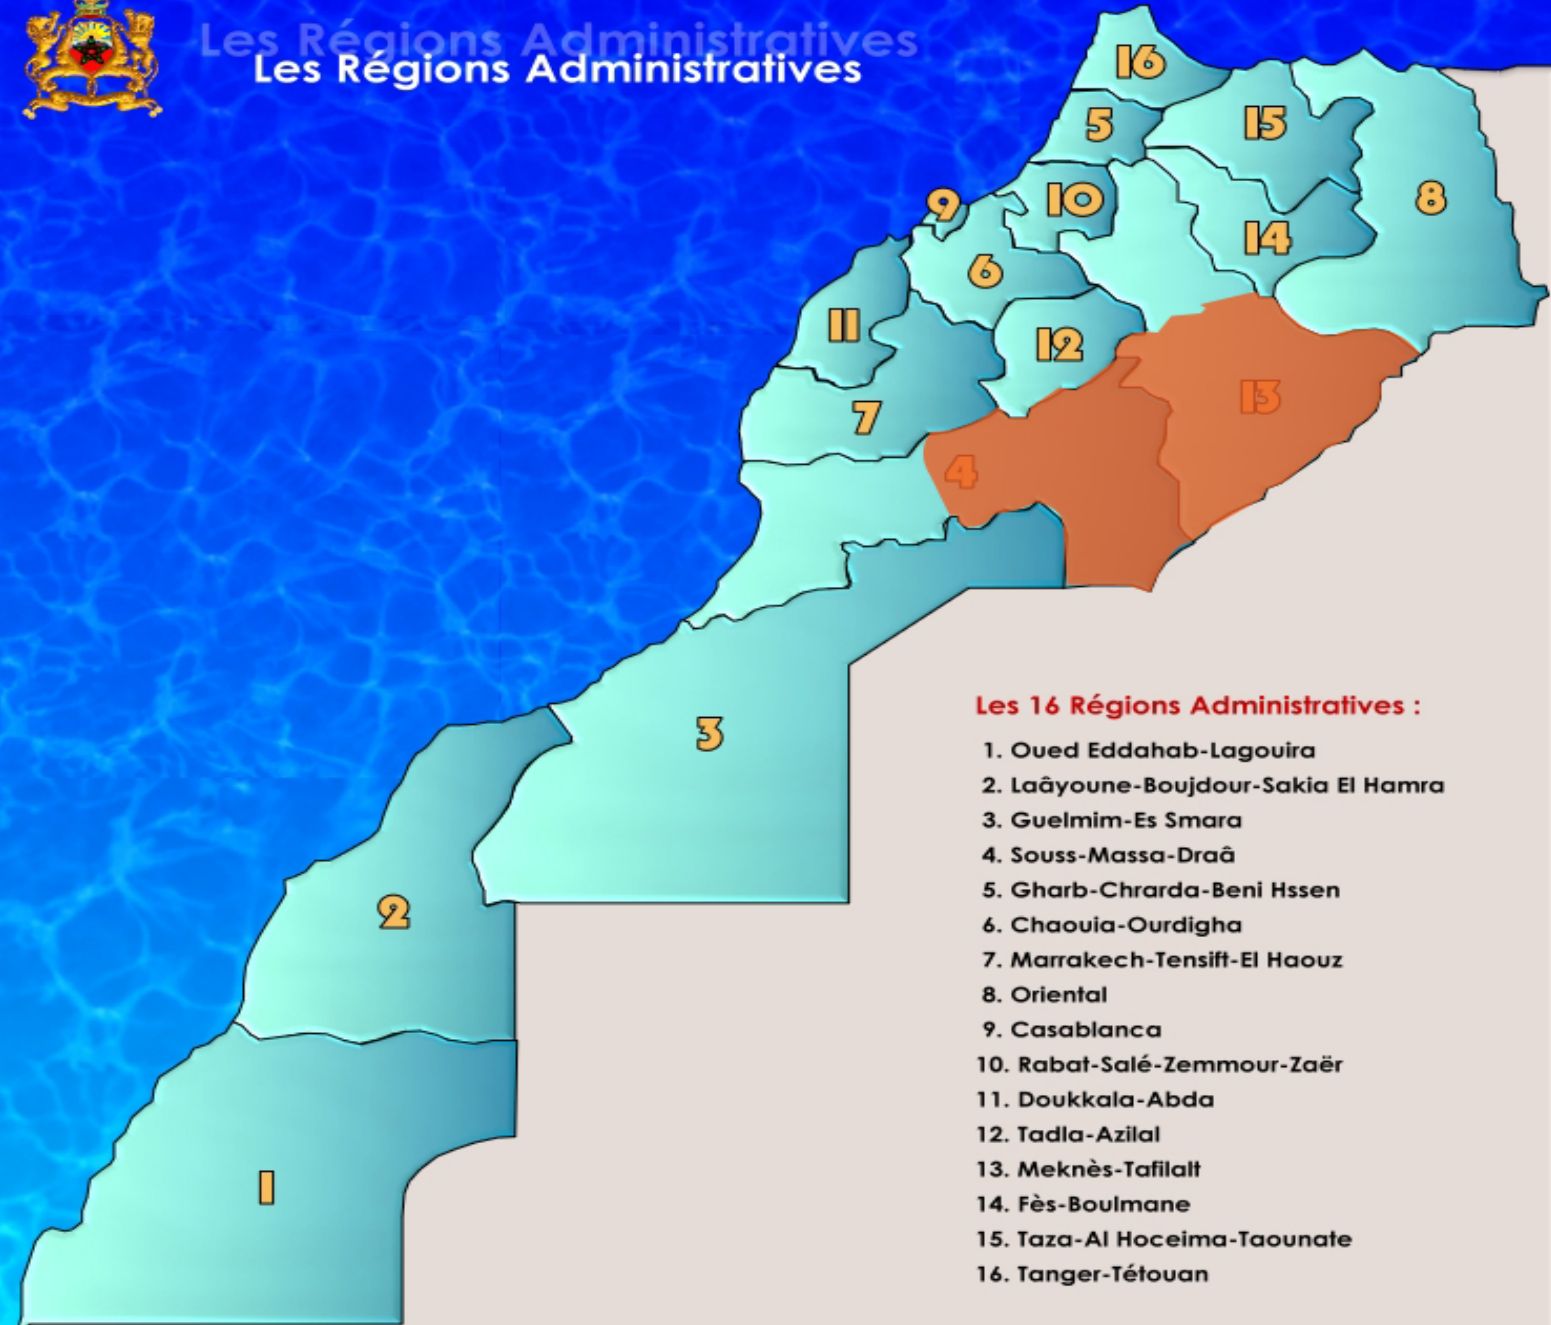 Les Régions Administratives
Les Régions Administratives
16
5
15
10
8
9
14
6
11
12
13
7
4
3
2
1
Les 16 Régions Administratives :
1. Oued Eddahab-Lagouira
2. Laâyoune-Boujdour-Sakia El Hamra
3. Guelmim-Es Smara
4. Souss-Massa-Draâ
5. Gharb-Chrarda-Beni Hssen
6. Chaouia-Ourdigha
7. Marrakech-Tensift-El Haouz
8. Oriental
9. Casablanca
10. Rabat-Salé-Zemmour-Zaër
11. Doukkala-Abda
12. Tadla-Azilal
13. Meknès-Tafilalt
14. Fès-Boulmane
15. Taza-Al Hoceima-Taounate
16. Tanger-Tétouan